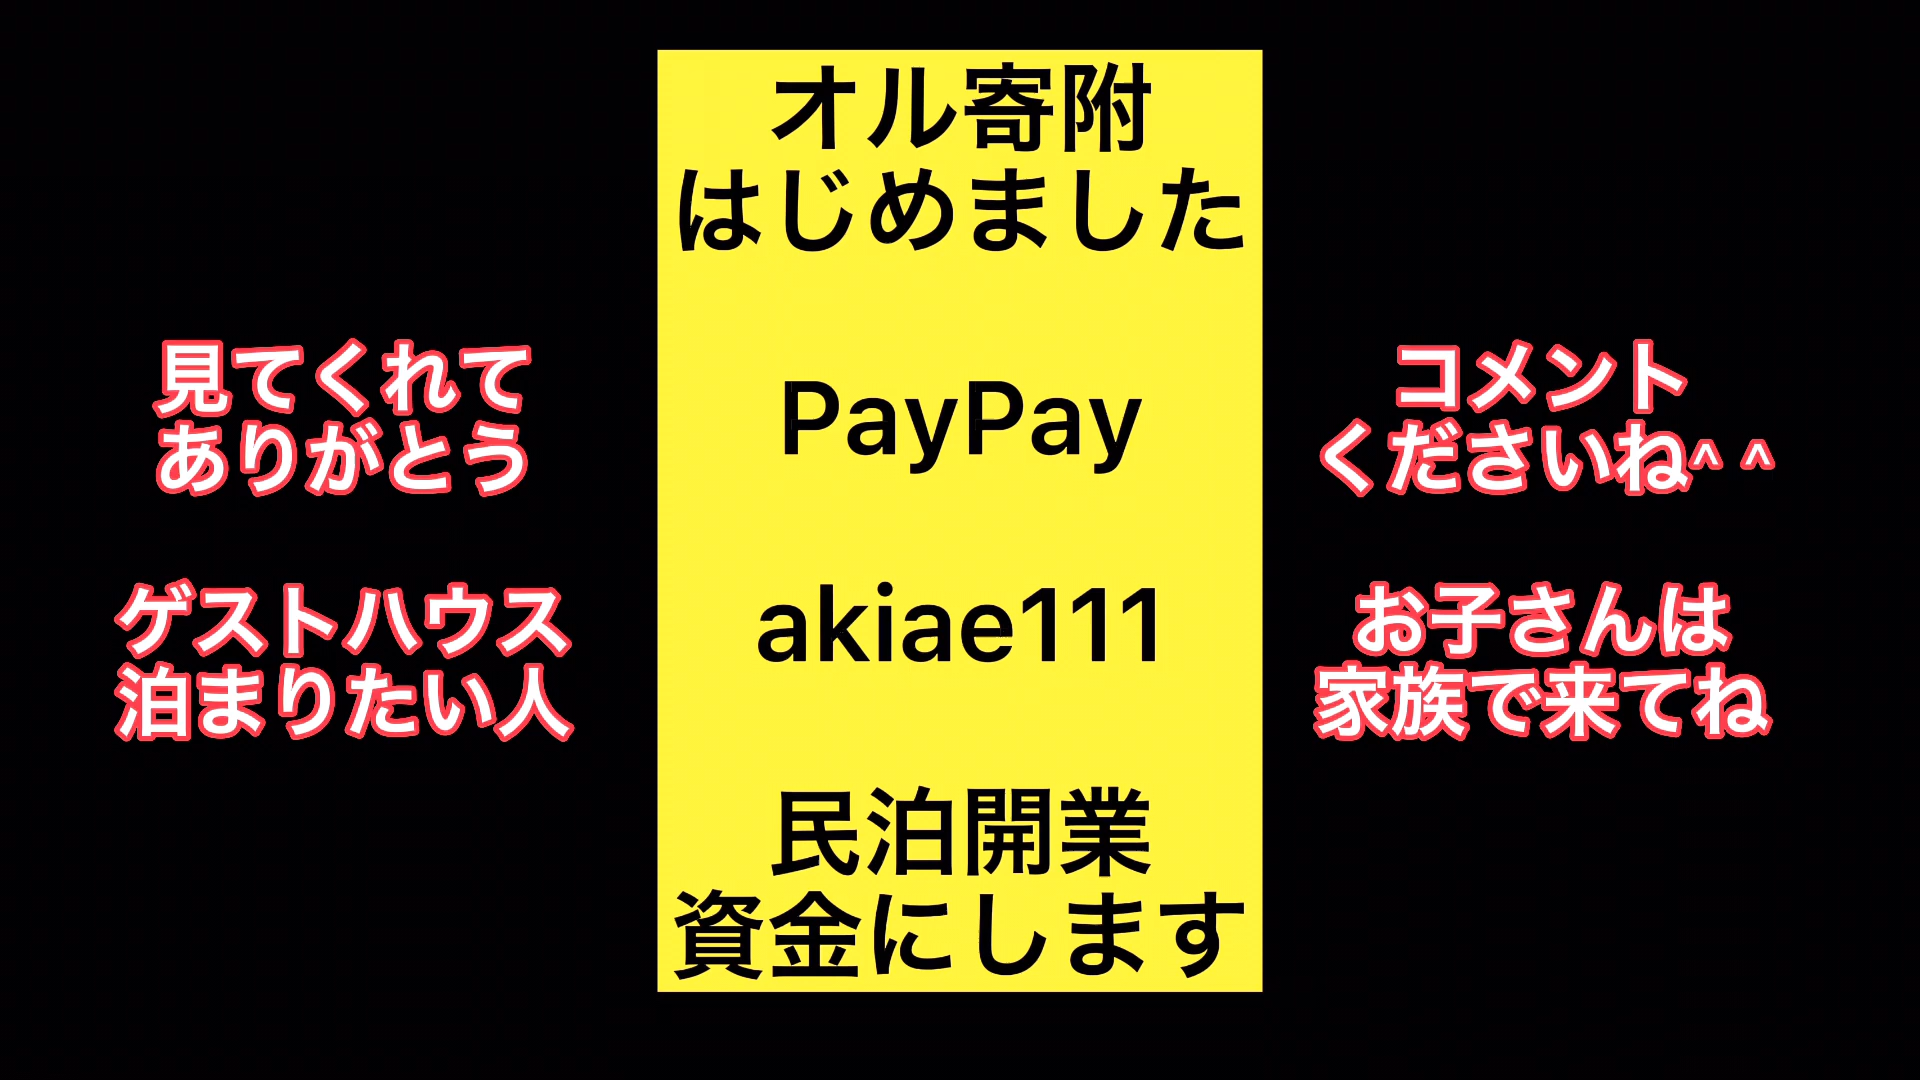 オル寄附
はじめました
PayPay
akiae111
民泊開業
資金にします
見てくれて
ありがとう
ゲストハウス
泊まりたい人
コメント
くださいね^ ^
お子さんは
家族で来てね